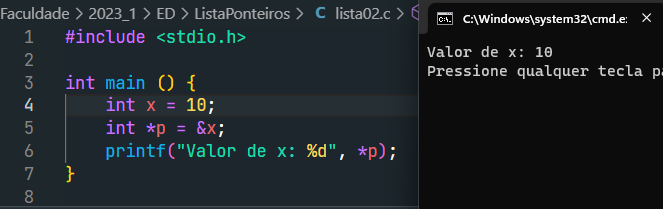 Faculdade > 2023_1 > ED > ListaPonteiros > C lista02.c >
1 #include <stdio.h>
2
3 int main () {
4     int x = 10;
5     int *p = &x;
6     printf("Valor de x: %d", *p);
7 }
8
C:\Windows\system32\cmd.e
Valor de x: 10
Pressione qualquer tecla